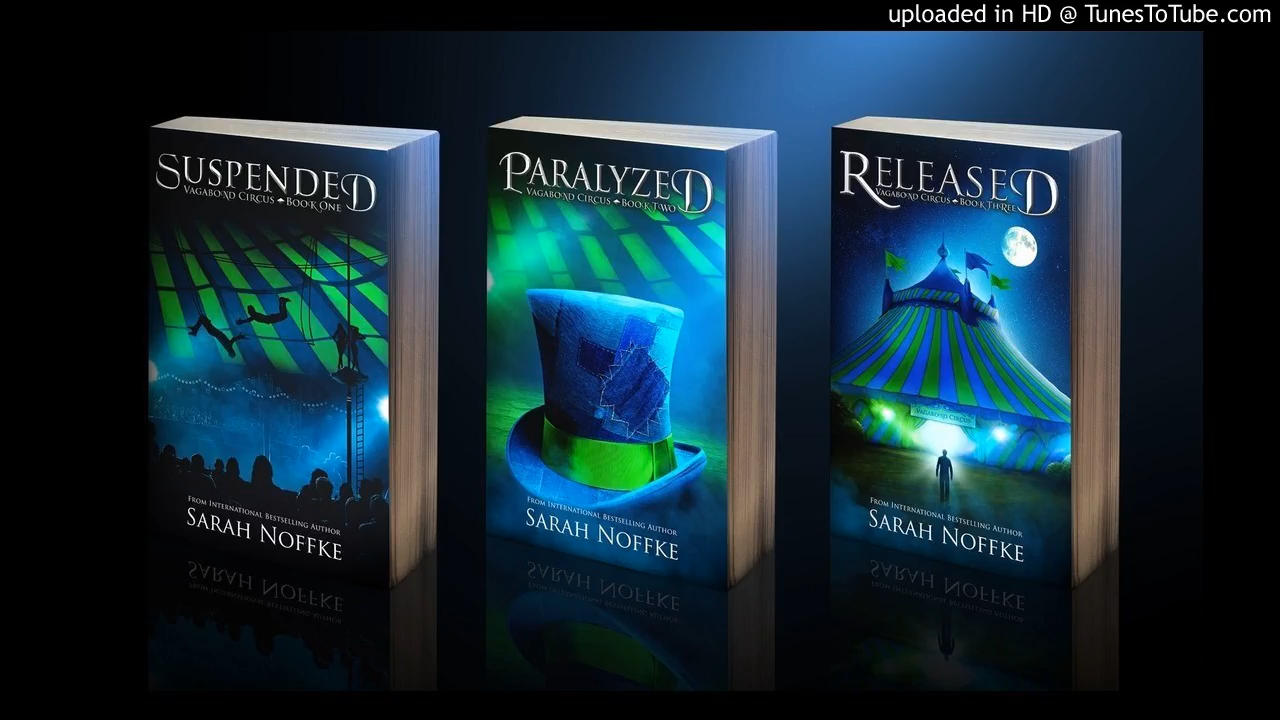 uploaded in HD @ TunesToTube.com
SUSPENDED
VAGABOND CIRCUS ♠ BOOK ONE
FROM INTERNATIONAL BESTSELLING AUTHOR
SARAH NOFFKE
PARALYZED
VAGABOND CIRCUS ♠ BOOK TWO
FROM INTERNATIONAL BESTSELLING AUTHOR
SARAH NOFFKE
RELEASED
VAGABOND CIRCUS ♠ BOOK THREE
VAGABOND CIRCUS
FROM INTERNATIONAL BESTSELLING AUTHOR
SARAH NOFFKE